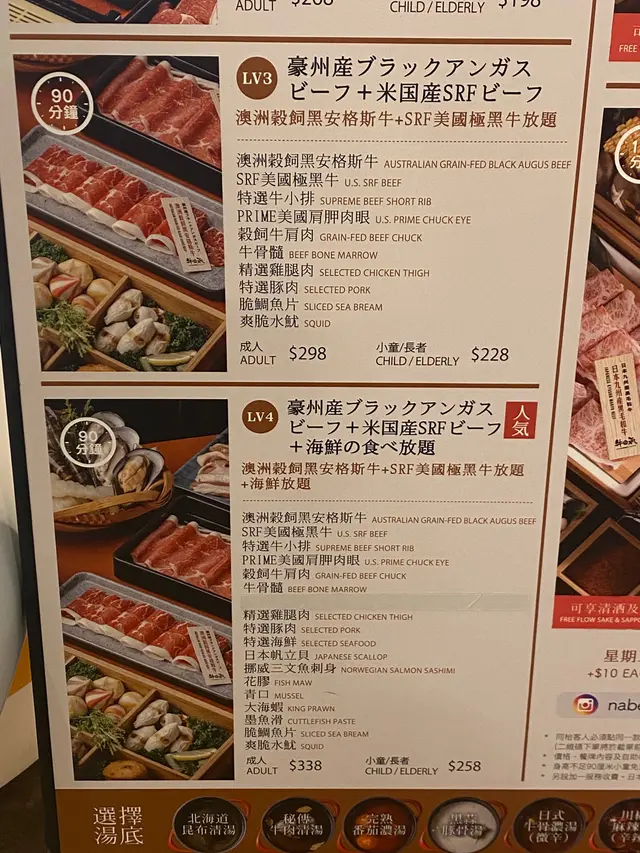 ADULT
CHILD / ELDERLY $198
90
分鐘
LV3
豪州産ブラックアンガス
ビーフ＋米国産SRFビーフ
澳洲穀飼黑安格斯牛+SRF美國極黑牛放題
澳洲穀飼黑安格斯牛 AUSTRALIAN GRAIN-FED BLACK AUGUS BEEF
SRF美國極黑牛 U.S. SRF BEEF
特選牛小排 SUPREME BEEF SHORT RIB
PRIME美國肩胛肉眼 U.S. PRIME CHUCK EYE
穀飼牛肩肉 GRAIN-FED BEEF CHUCK
牛骨髓 BEEF BONE MARROW
精選雞腿肉 SELECTED CHICKEN THIGH
特選豚肉 SELECTED PORK
脆鯛魚片 SLICED SEA BREAM
爽脆水魷 SQUID
成人
ADULT $298
小童/長者
CHILD / ELDERLY $228
90
分鐘
LV4
豪州産ブラックアンガス
ビーフ＋米国産SRFビーフ
＋海鮮の食べ放題
人気
澳洲穀飼黑安格斯牛+SRF美國極黑牛放題
+海鮮放題
澳洲穀飼黑安格斯牛 AUSTRALIAN GRAIN-FED BLACK AUGUS BEEF
SRF美國極黑牛 U.S. SRF BEEF
特選牛小排 SUPREME BEEF SHORT RIB
PRIME美國肩胛肉眼 U.S. PRIME CHUCK EYE
穀飼牛肩肉 GRAIN-FED BEEF CHUCK
牛骨髓 BEEF BONE MARROW
精選雞腿肉 SELECTED CHICKEN THIGH
特選豚肉 SELECTED PORK
特選海鮮 SELECTED SEAFOOD
日本帆立貝 JAPANESE SCALLOP
挪威三文魚刺身 NORWEGIAN SALMON SASHIMI
花膠 FISH MAW
青口 MUSSEL
大海蝦 KING PRAWN
墨魚滑 CUTTLEFISH PASTE
脆鯛魚片 SLICED SEA BREAM
爽脆水魷 SQUID
成人
ADULT $338
小童/長者
CHILD / ELDERLY $258
選擇
湯底
北海道
昆布清湯
秘傳
牛肉清湯
完熟
番茄濃湯
豚骨湯
日式
牛骨濃湯
(微辛)
麻辣
FREE
日本九州産黒毛和牛
可享清酒及
FREE FLOW SAKE & SAPPO
星期
+$10 EA
nabe